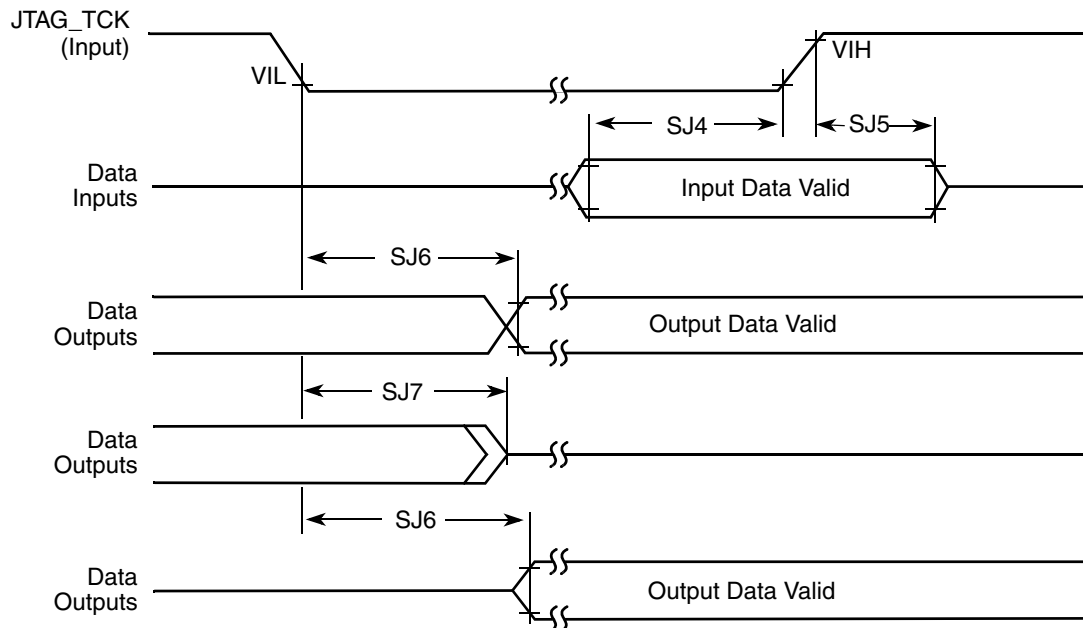 JTAG_TCK
(Input)
VIL
VIH
SJ4
SJ5
Data
Inputs
Input Data Valid
SJ6
Data
Outputs
Output Data Valid
SJ7
Data
Outputs
SJ6
Data
Outputs
Output Data Valid